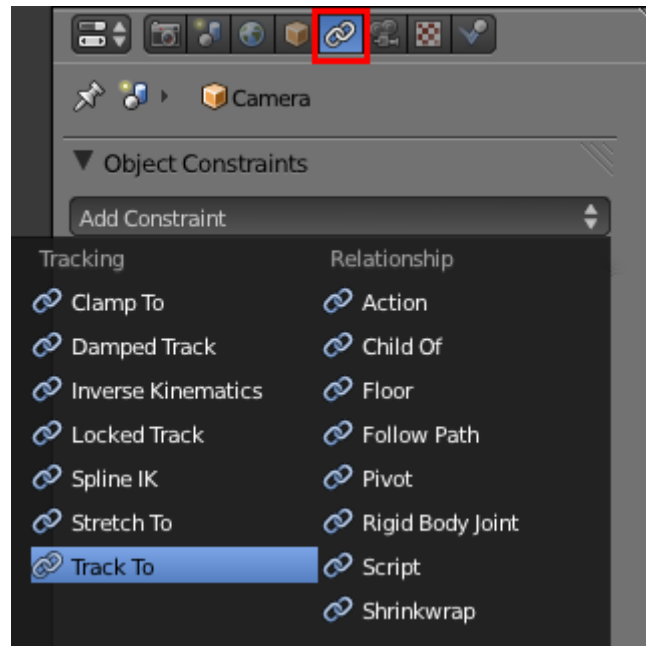 Camera
Object Constraints
Add Constraint
Tracking
Clamp To
Damped Track
Inverse Kinematics
Locked Track
Spline IK
Stretch To
Track To
Relationship
Action
Child Of
Floor
Follow Path
Pivot
Rigid Body Joint
Script
Shrinkwrap